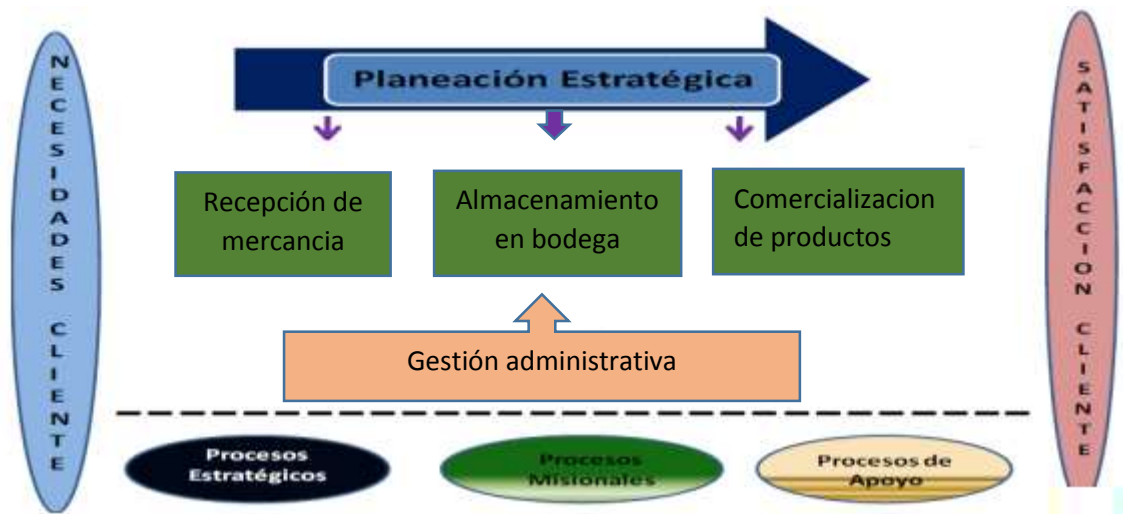 NECESIDADES CLIENTE
Planeación Estratégica
Recepción de
mercancia
Almacenamiento
en bodega
Comercializacion
de productos
Gestión administrativa
Procesos
Estratégicos
Procesos
Misionales
Procesos de
Apoyo
SATISFACCION CLIENTE